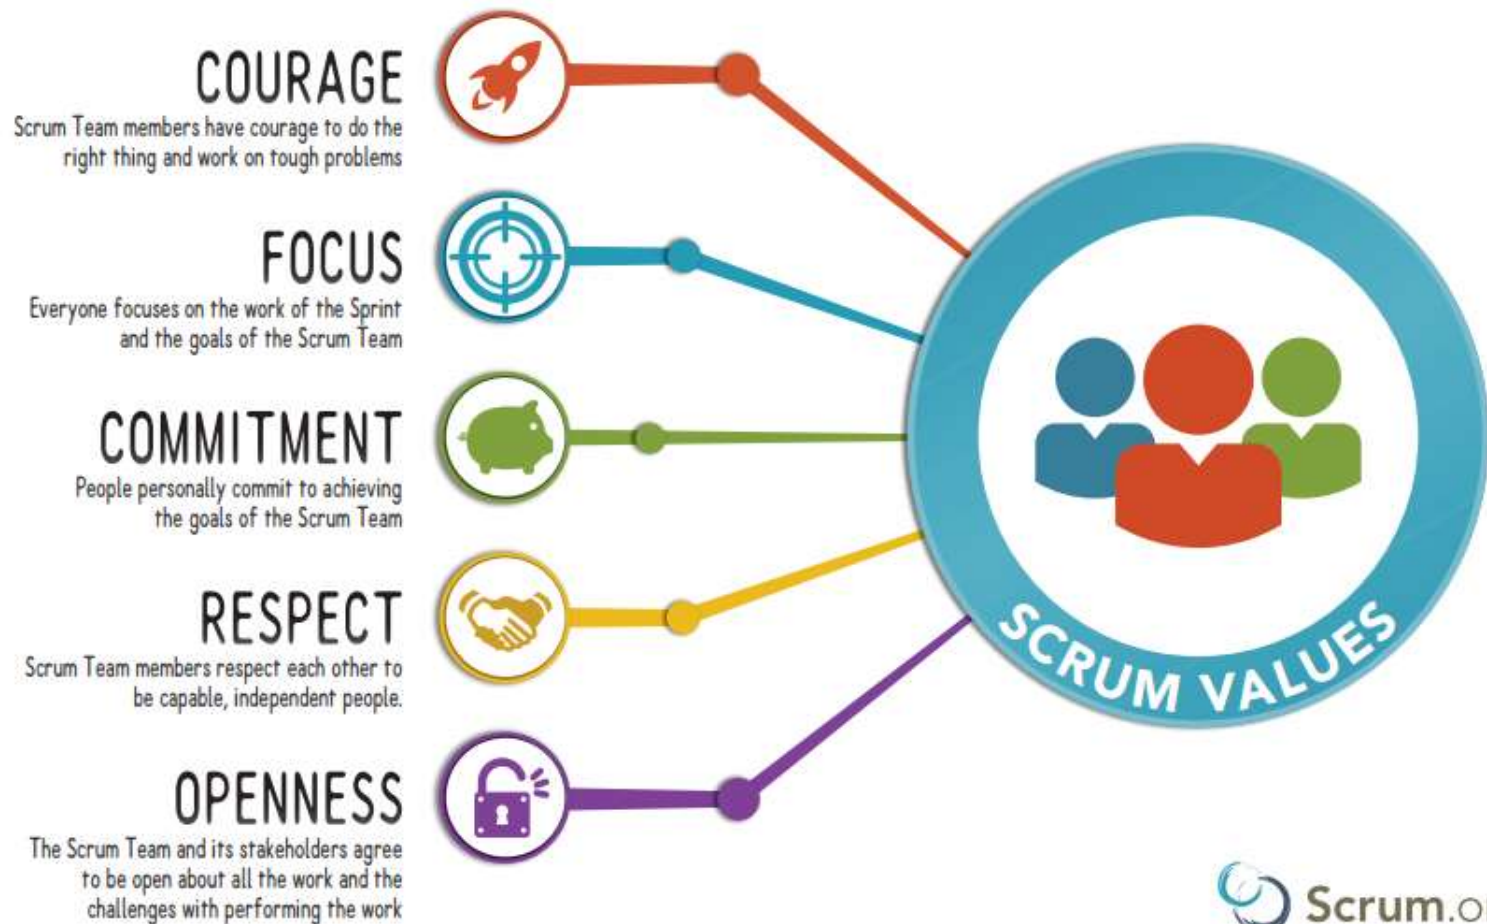 COURAGE
Scrum Team members have courage to do the
right thing and work on tough problems
FOCUS
Everyone focuses on the work of the Sprint
and the goals of the Scrum Team
COMMITMENT
People personally commit to achieving
the goals of the Scrum Team
RESPECT
Scrum Team members respect each other to
be capable, independent people.
OPENNESS
The Scrum Team and its stakeholders agree
to be open about all the work and the
challenges with performing the work
SCRUM VALUES
Scrum.o